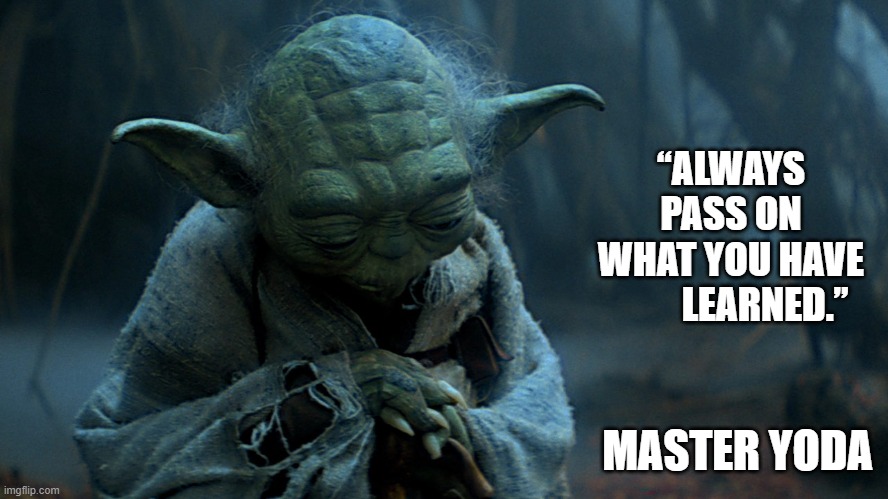 “ALWAYS
PASS ON
WHAT YOU HAVE
LEARNED.”
MASTER YODA
imgflip.com